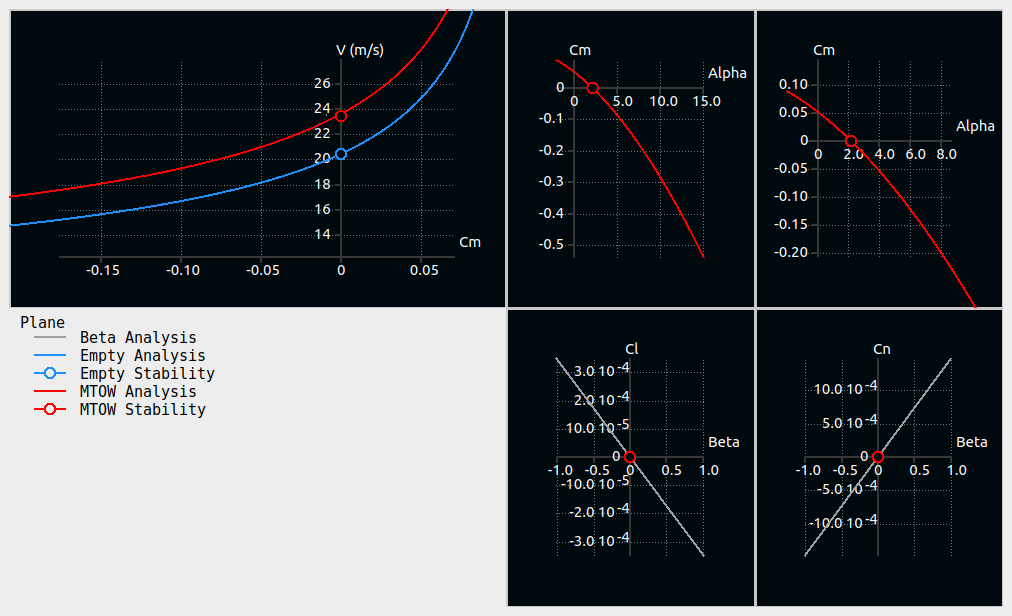 V (m/s)
26
24
22
20
18
16
14
Cm
-0.15
-0.10
-0.05
0
0.05
Cm
Alpha
0
0
5.0
10.0
15.0
-0.1
-0.2
-0.3
-0.4
-0.5
Cm
0.10
0.05
Alpha
0
0
2.0
4.0
6.0
8.0
-0.05
-0.10
-0.15
-0.20
Plane
Beta Analysis
Empty Analysis
Empty Stability
MTOW Analysis
MTOW Stability
Cl
3.0 10 -4
2.0 10 -4
10.0 10 -5
Beta
0
-1.0
-0.5
0
0.5
1.0
-10.0 10 -5
-2.0 10 -4
-3.0 10 -4
Cn
10.0 10 -4
5.0 10 -4
Beta
0
-1.0
-0.5
0
0.5
1.0
-5.0 10 -4
-10.0 10 -4